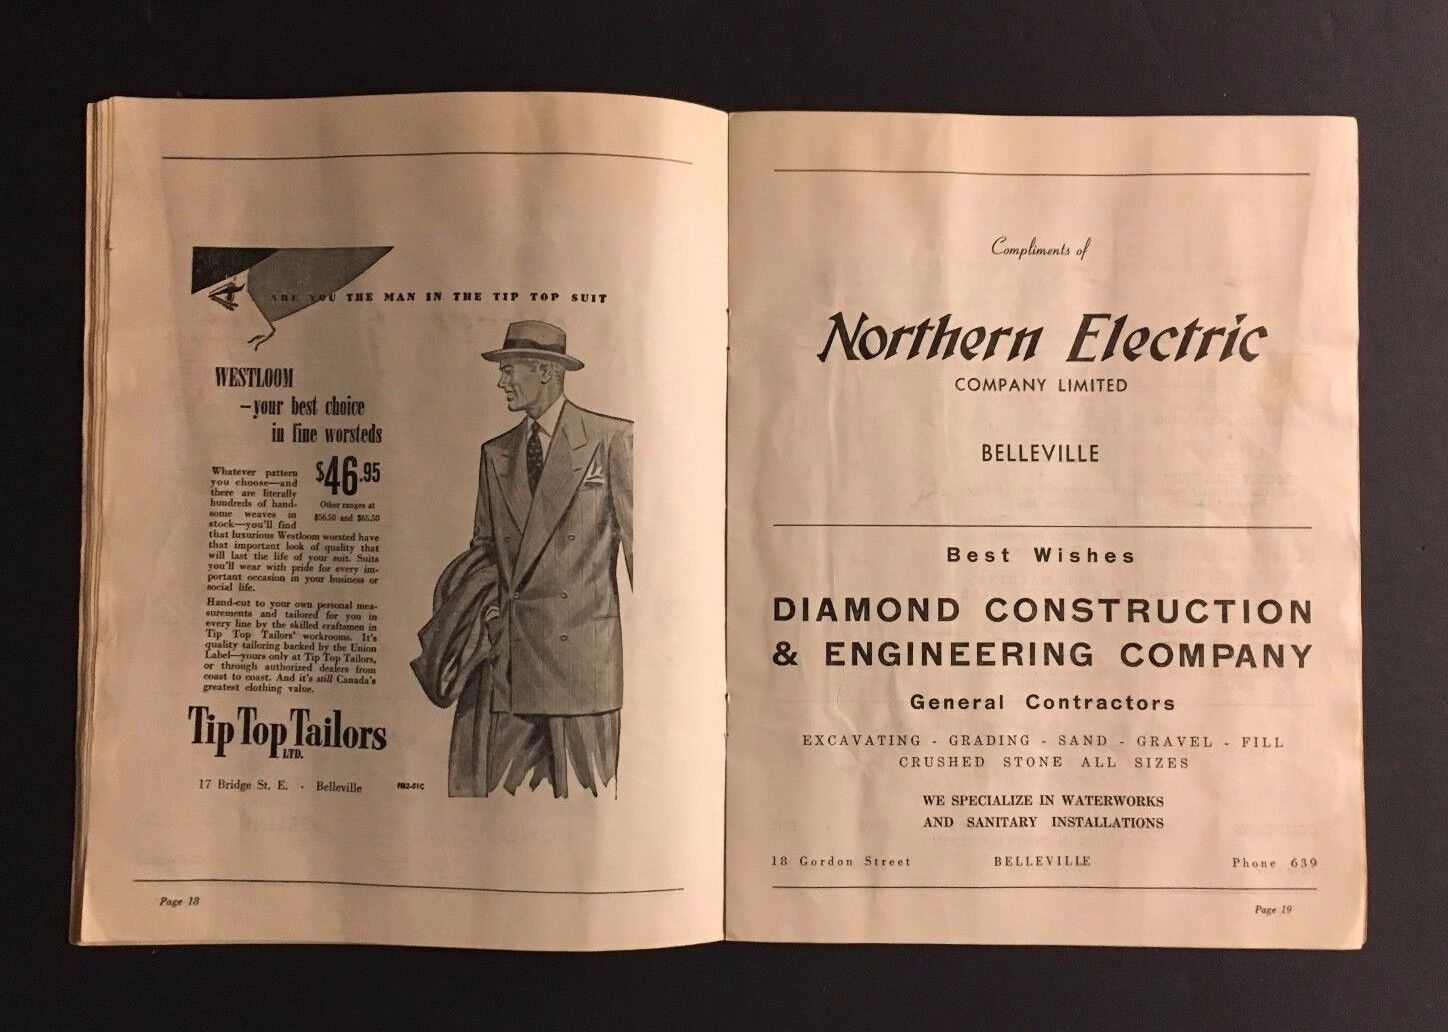 ARE YOU THE MAN IN THE TIP TOP SUIT
WESTLOOM
—your best choice
in fine worsteds
$46.95
Other ranges at
$56.50 and $65.50
Whatever pattern
you choose—and
there are literally
hundreds of hand-
some weaves in
stock—you'll find
that luxurious Westloom worsted have
that important look of quality that
will last the life of your suit. Suits
you'll wear with pride for every im-
portant occasion in your business or
social life.
Hand-cut to your own personal mea-
surements and tailored for you in
every line by the skilled craftsmen in
Tip Top Tailors' workrooms. It's
quality tailoring backed by the Union
Label—yours only at Tip Top Tailors,
or through authorized dealers from
coast to coast. And it's still Canada's
greatest clothing value.
Tip Top Tailors
LTD.
17 Bridge St. E. - Belleville
Page 18
Compliments of
Northern Electric
COMPANY LIMITED
BELLEVILLE
Best Wishes
DIAMOND CONSTRUCTION
& ENGINEERING COMPANY
General Contractors
EXCAVATING - GRADING - SAND - GRAVEL - FILL
CRUSHED STONE ALL SIZES
WE SPECIALIZE IN WATERWORKS
AND SANITARY INSTALLATIONS
18 Gordon Street BELLEVILLE Phone 639
Page 19